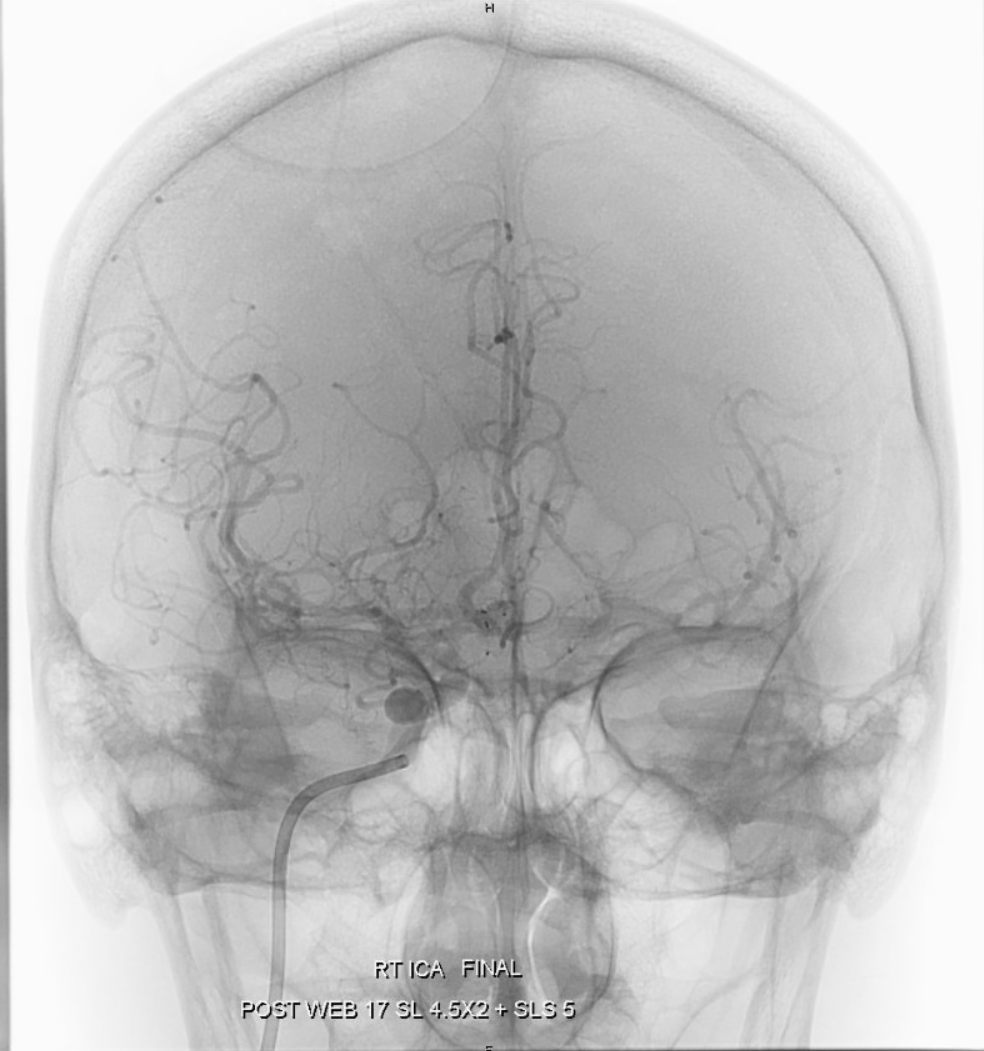 H
RT ICA FINAL
POST WEB 17 SL 4.5X2 + SLS 5